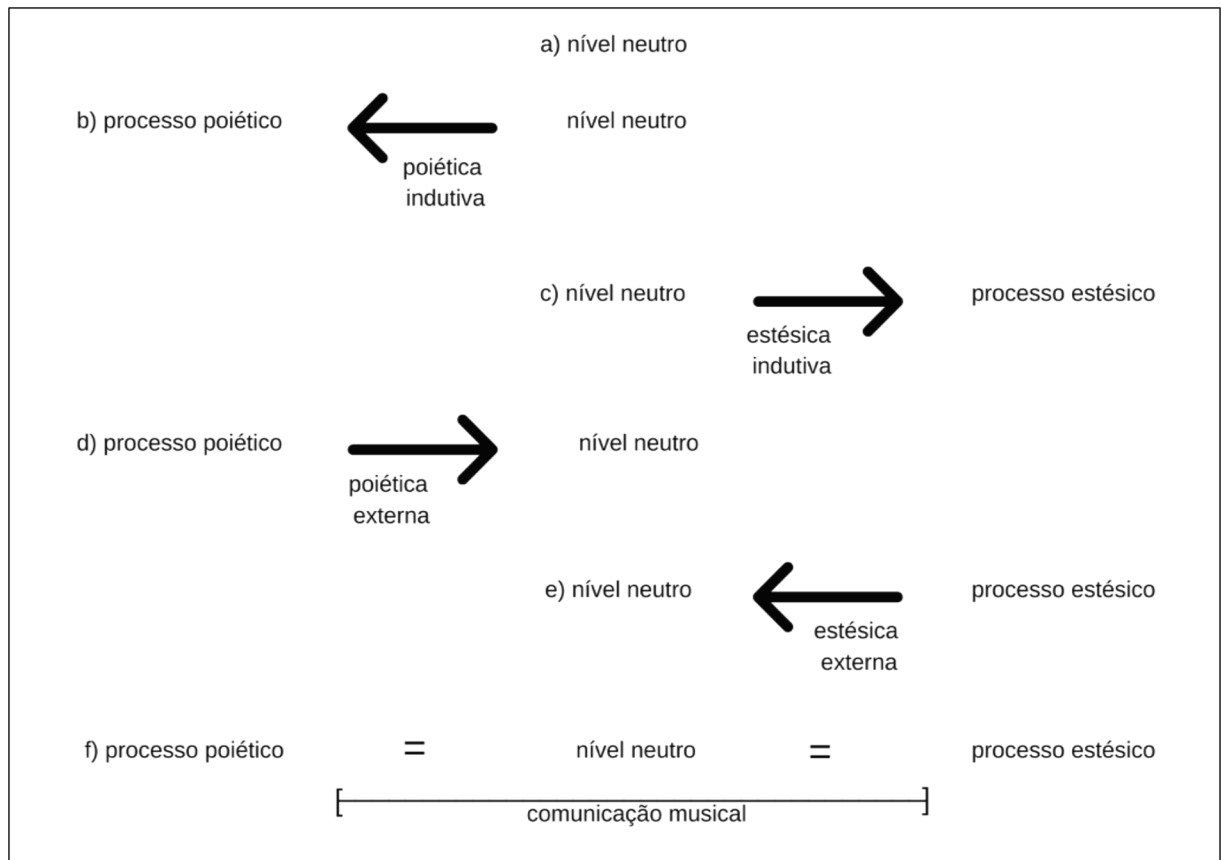 a) nível neutro
b) processo poiético nível neutro
poiética
indutiva
c) nível neutro processo estésico
estésica
indutiva
d) processo poiético nível neutro
poiética
externa
e) nível neutro processo estésico
estésica
externa
f) processo poiético = nível neutro = processo estésico
comunicação musical